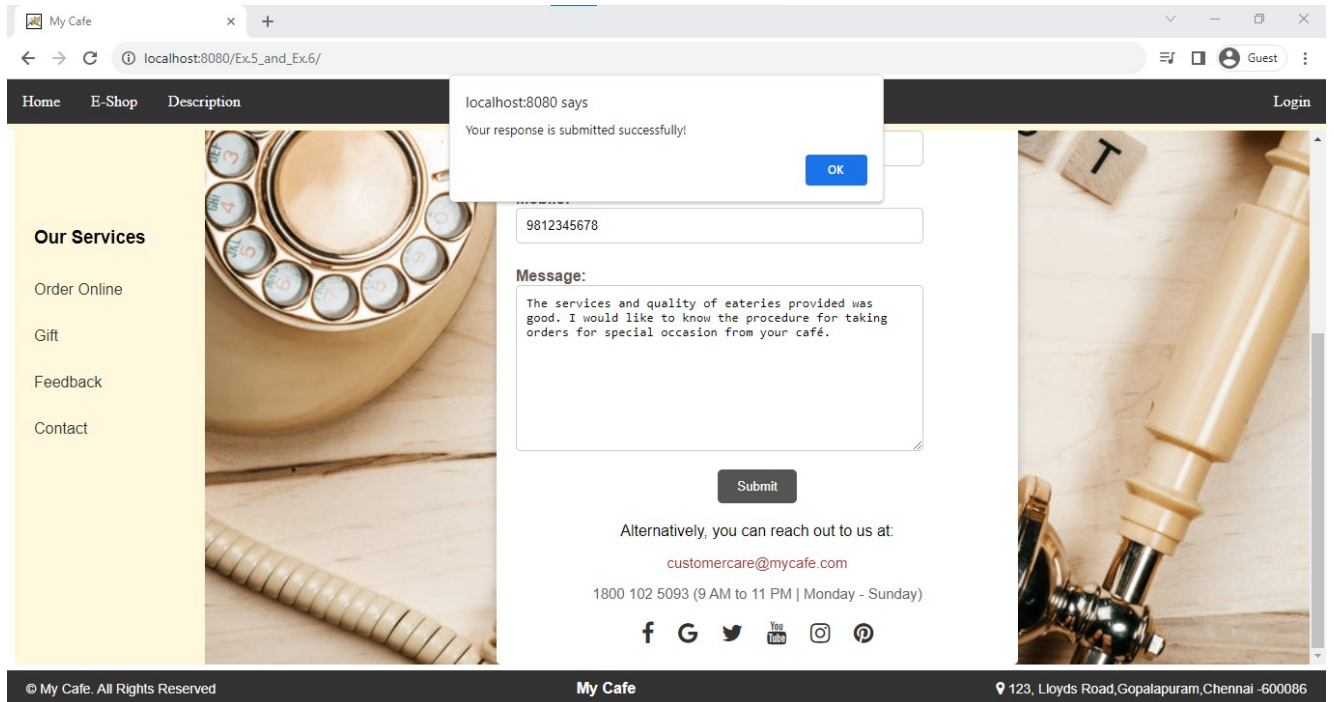 My Cafe
localhost:8080/Ex.5_and_Ex.6/
Guest
Home E-Shop Description Login
localhost:8080 says
Your response is submitted successfully!
OK
Our Services
Order Online
Gift
Feedback
Contact
9812345678
Message:
The services and quality of eateries provided was
good. I would like to know the procedure for taking
orders for special occasion from your café.
Submit
Alternatively, you can reach out to us at:
customercare@mycafe.com
1800 102 5093 (9 AM to 11 PM | Monday - Sunday)
You
Tube
© My Cafe. All Rights Reserved
My Cafe
123, Lloyds Road,Gopalapuram,Chennai -600086